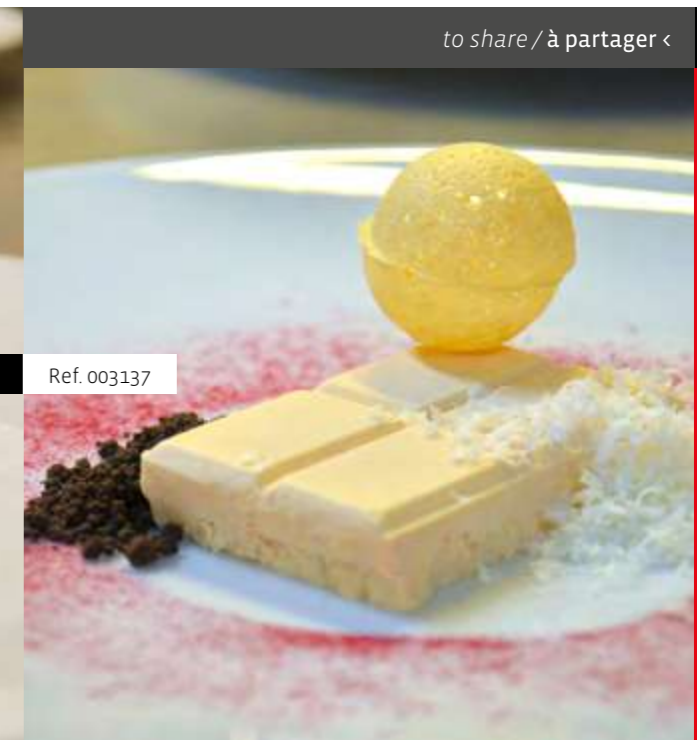 to share / à partager <
Ref. 003137